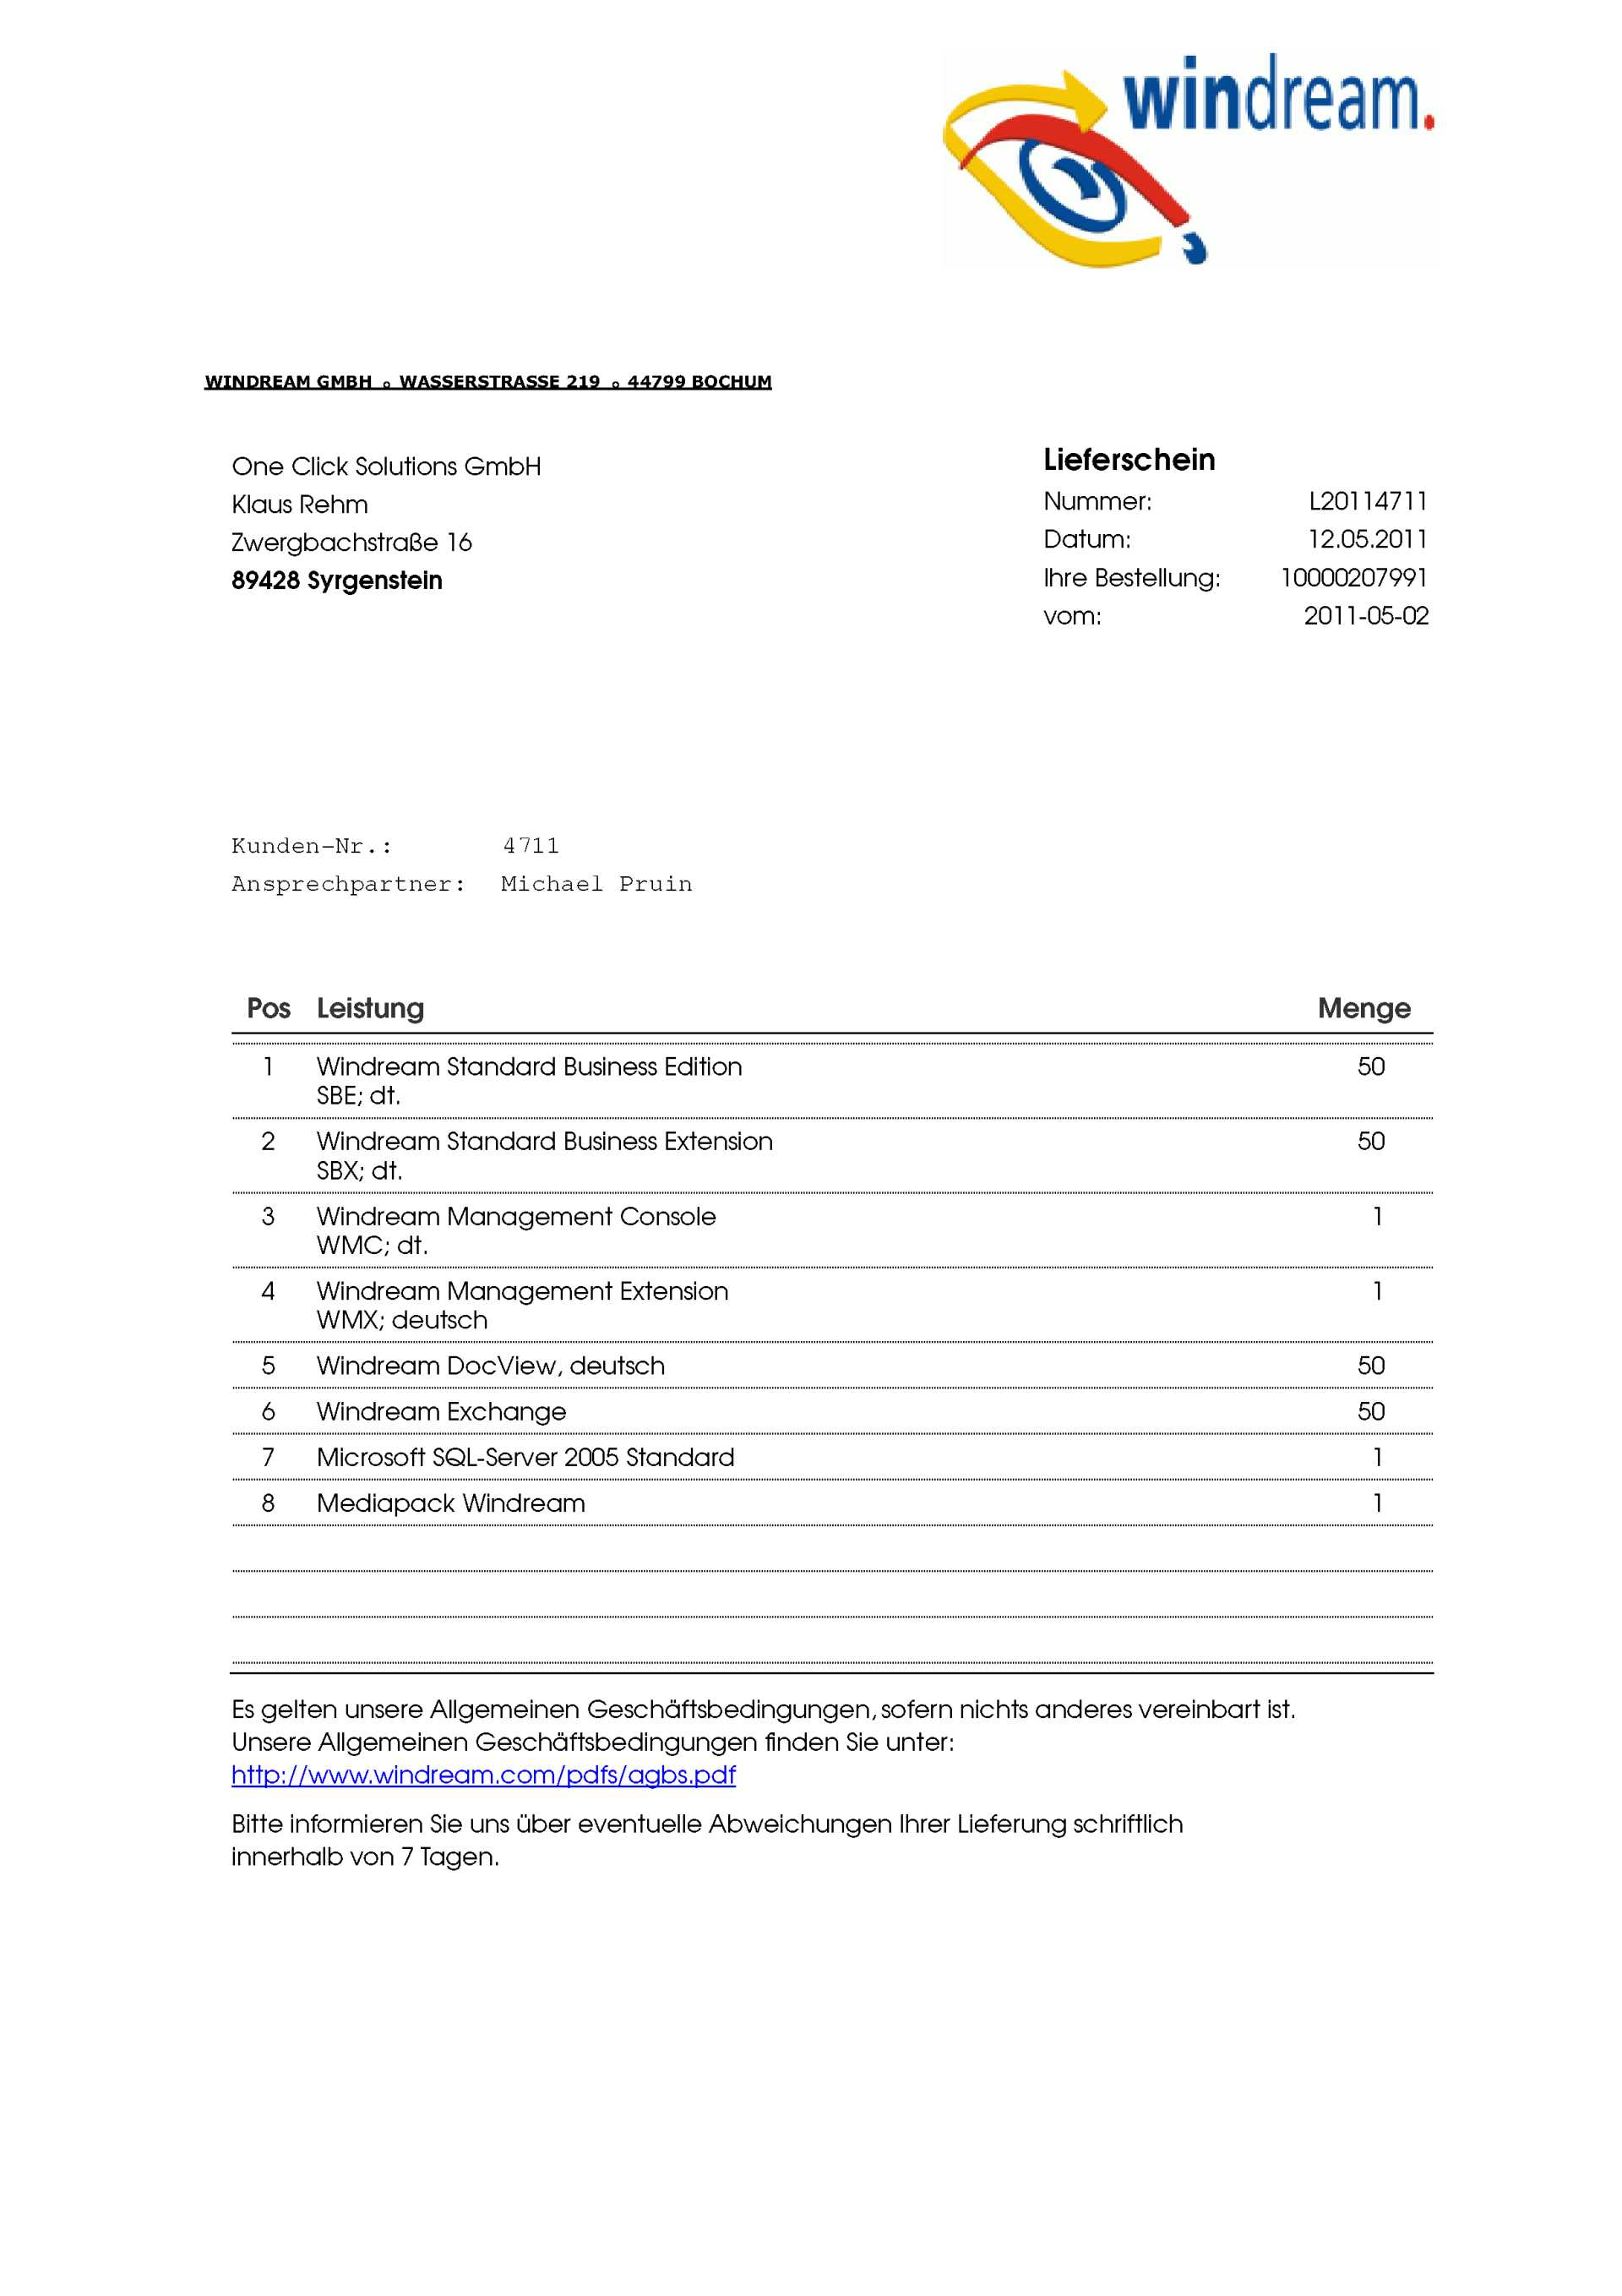 windream.
WINDREAM GMBH o WASSERSTRASSE 219 o 44799 BOCHUM
One Click Solutions GmbH
Klaus Rehm
Zwergbachstraße 16
89428 Syrgenstein
Lieferschein
Nummer: L20114711
Datum: 12.05.2011
Ihre Bestellung: 10000207991
vom: 2011-05-02
Kunden-Nr.: 4711
Ansprechpartner: Michael Pruin
Pos Leistung Menge
1 Windream Standard Business Edition 50
SBE; dt.
2 Windream Standard Business Extension 50
SBX; dt.
3 Windream Management Console 1
WMC; dt.
4 Windream Management Extension 1
WMX; deutsch
5 Windream DocView, deutsch 50
6 Windream Exchange 50
7 Microsoft SQL-Server 2005 Standard 1
8 Mediapack Windream 1
Es gelten unsere Allgemeinen Geschäftsbedingungen, sofern nichts anderes vereinbart ist.
Unsere Allgemeinen Geschäftsbedingungen finden Sie unter:
http://www.windream.com/pdfs/agbs.pdf
Bitte informieren Sie uns über eventuelle Abweichungen Ihrer Lieferung schriftlich
innerhalb von 7 Tagen.